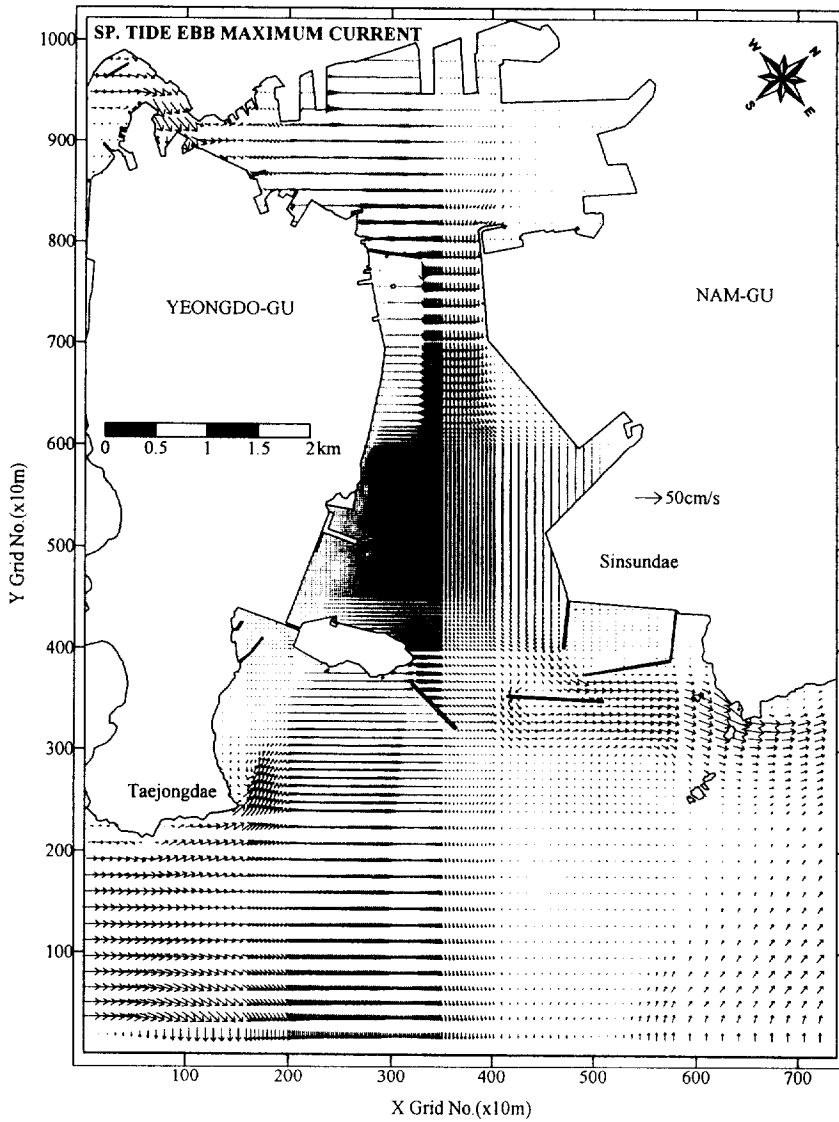 SP. TIDE EBB MAXIMUM CURRENT
W
N
S
E
1000
900
800
700
600
500
400
300
200
100
YEONGDO-GU
NAM-GU
0 0.5 1 1.5 2km
50cm/s
Sinsundae
Taejongdae
Y Grid No.(x10m)
100 200 300 400 500 600 700
X Grid No.(x10m)